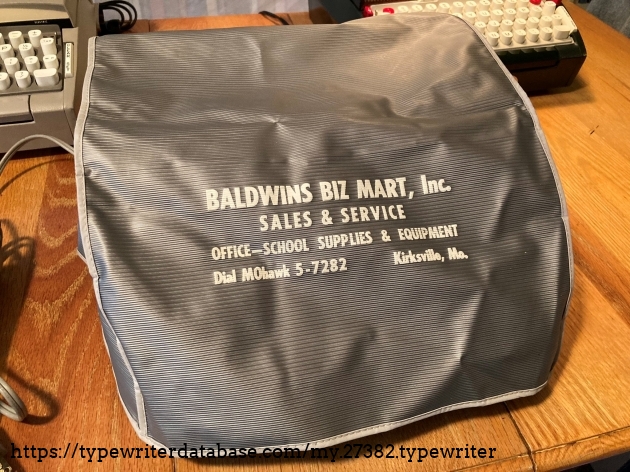 BALDWINS BIZ MART, Inc.
SALES & SERVICE
OFFICE—SCHOOL SUPPLIES & EQUIPMENT
Dial MOhawk 5-7282 Kirksville, Mo.
https://typewriterdatabase.com/my.27382.typewriter